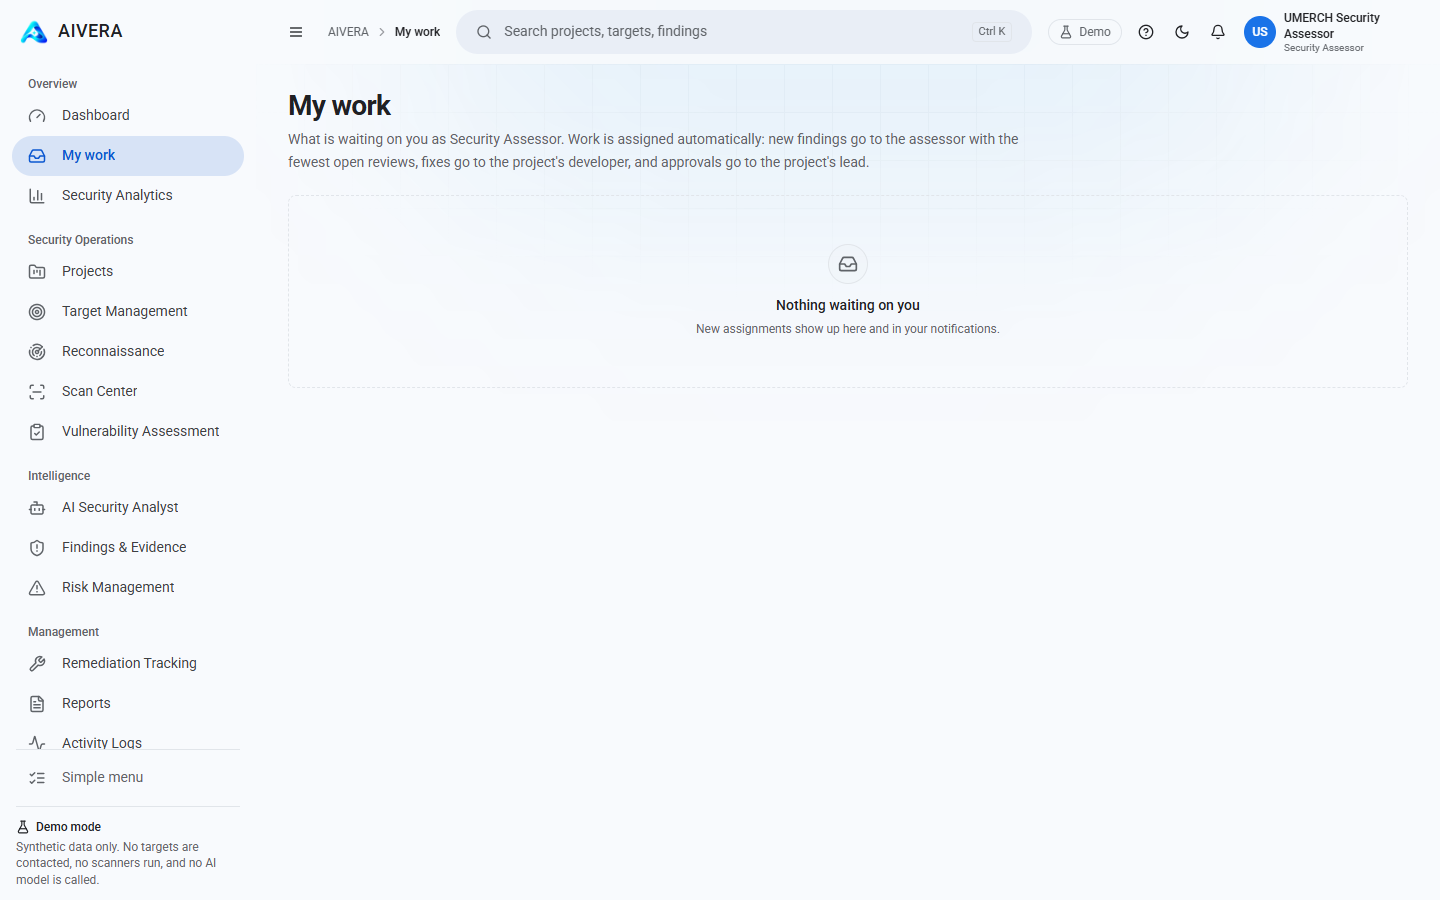 AIVERA
AIVERA > My work
Search projects, targets, findings
Ctrl K
Demo
US
UMERCH Security
Assessor
Security Assessor
Overview
Dashboard
My work
Security Analytics
Security Operations
Projects
Target Management
Reconnaissance
Scan Center
Vulnerability Assessment
Intelligence
AI Security Analyst
Findings & Evidence
Risk Management
Management
Remediation Tracking
Reports
Activity Logs
Simple menu
Demo mode
Synthetic data only. No targets are
contacted, no scanners run, and no AI
model is called.
My work
What is waiting on you as Security Assessor. Work is assigned automatically: new findings go to the assessor with the
fewest open reviews, fixes go to the project's developer, and approvals go to the project's lead.
Nothing waiting on you
New assignments show up here and in your notifications.